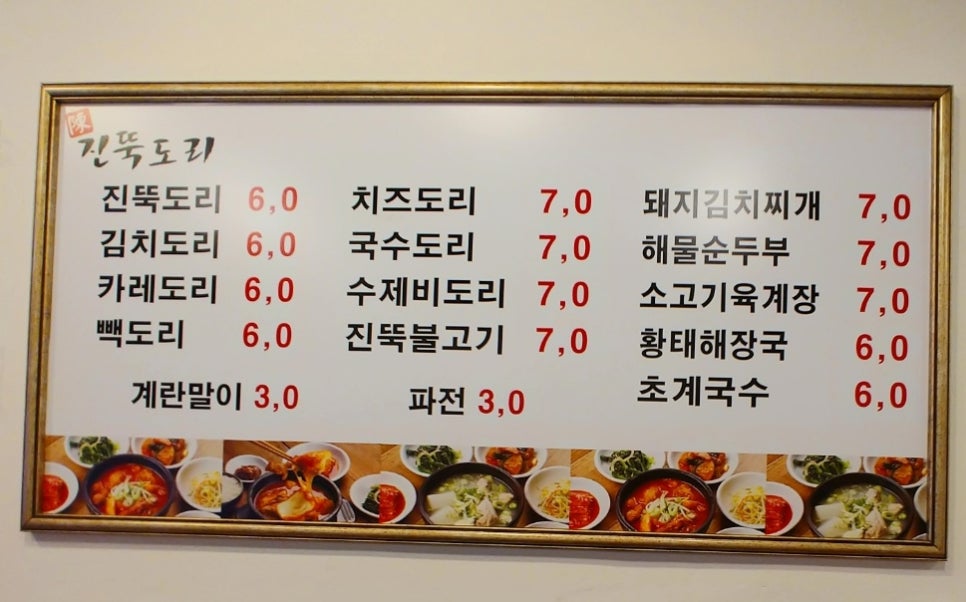 陳
진뚝도리
진뚝도리 6,0 치즈도리 7,0 돼지김치찌개 7,0
김치도리 6,0 국수도리 7,0 해물순두부 7,0
카레도리 6,0 수제비도리 7,0 소고기육계장 7,0
빽도리 6,0 진뚝불고기 7,0 황태해장국 6,0
계란말이 3,0 파전 3,0 초계국수 6,0